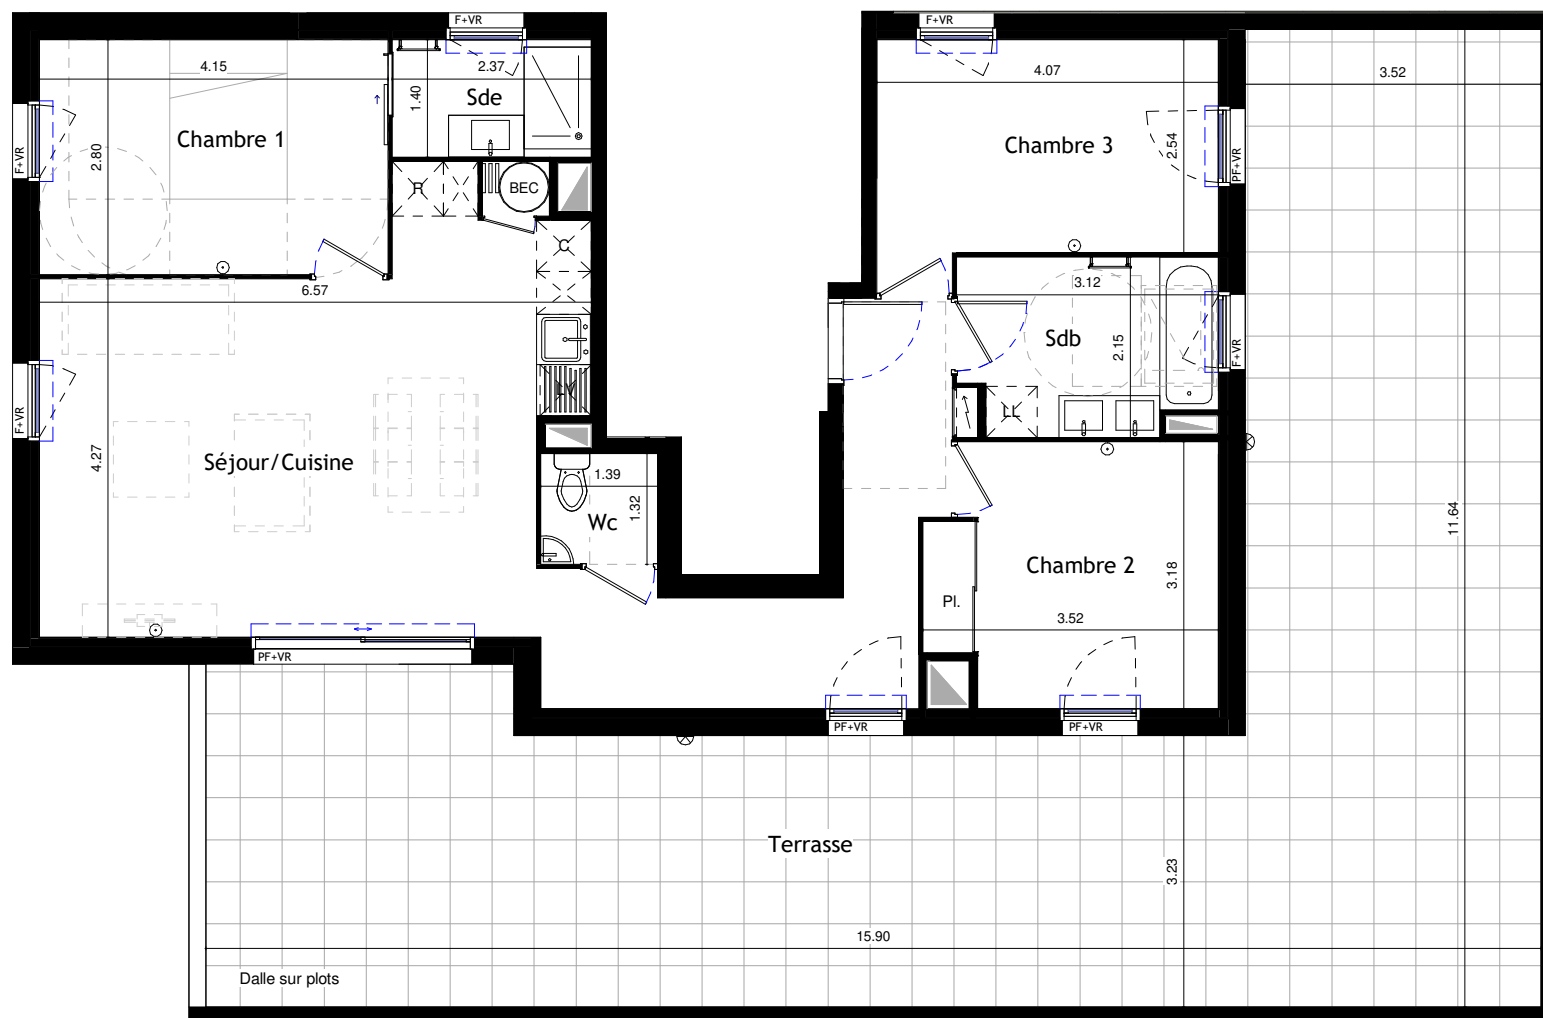 F+VR
F+VR
4.15
2.37
4.07
3.52
Sde
1.40
Chambre 1
Chambre 3
2.54
2.80
F+VR
PF+VR
R
BEC
C
6.57
3.12
Sdb
2.15
F+VR
F+VR
LV
LL
Séjour/Cuisine
4.27
1.39
1.32
Wc
11.64
Chambre 2
3.18
Pl.
3.52
PF+VR
PF+VR
PF+VR
Terrasse
3.23
15.90
Dalle sur plots